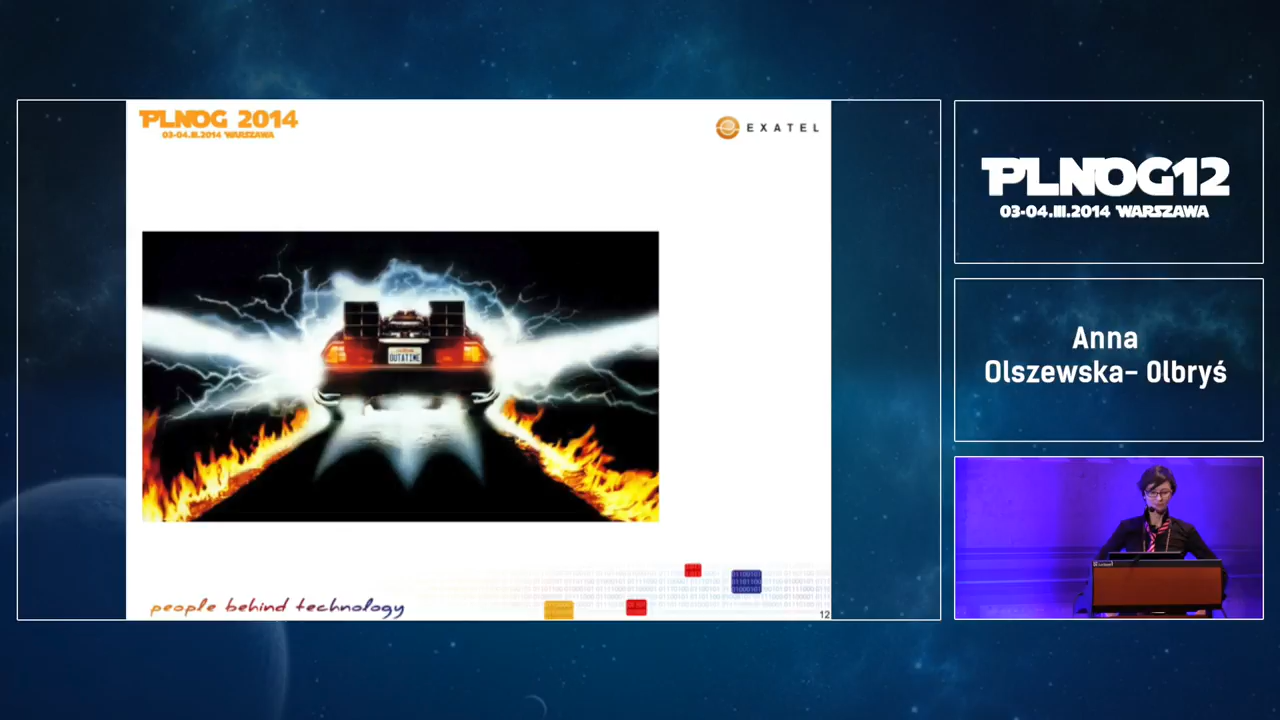 PLNOG 2014
03-04.III.2014 WARSZAWA
EXATEL
OUTATIME
people behind technology
12
PLNOG12
03-04.III.2014 WARSZAWA
Anna
Olszewska- Olbryś